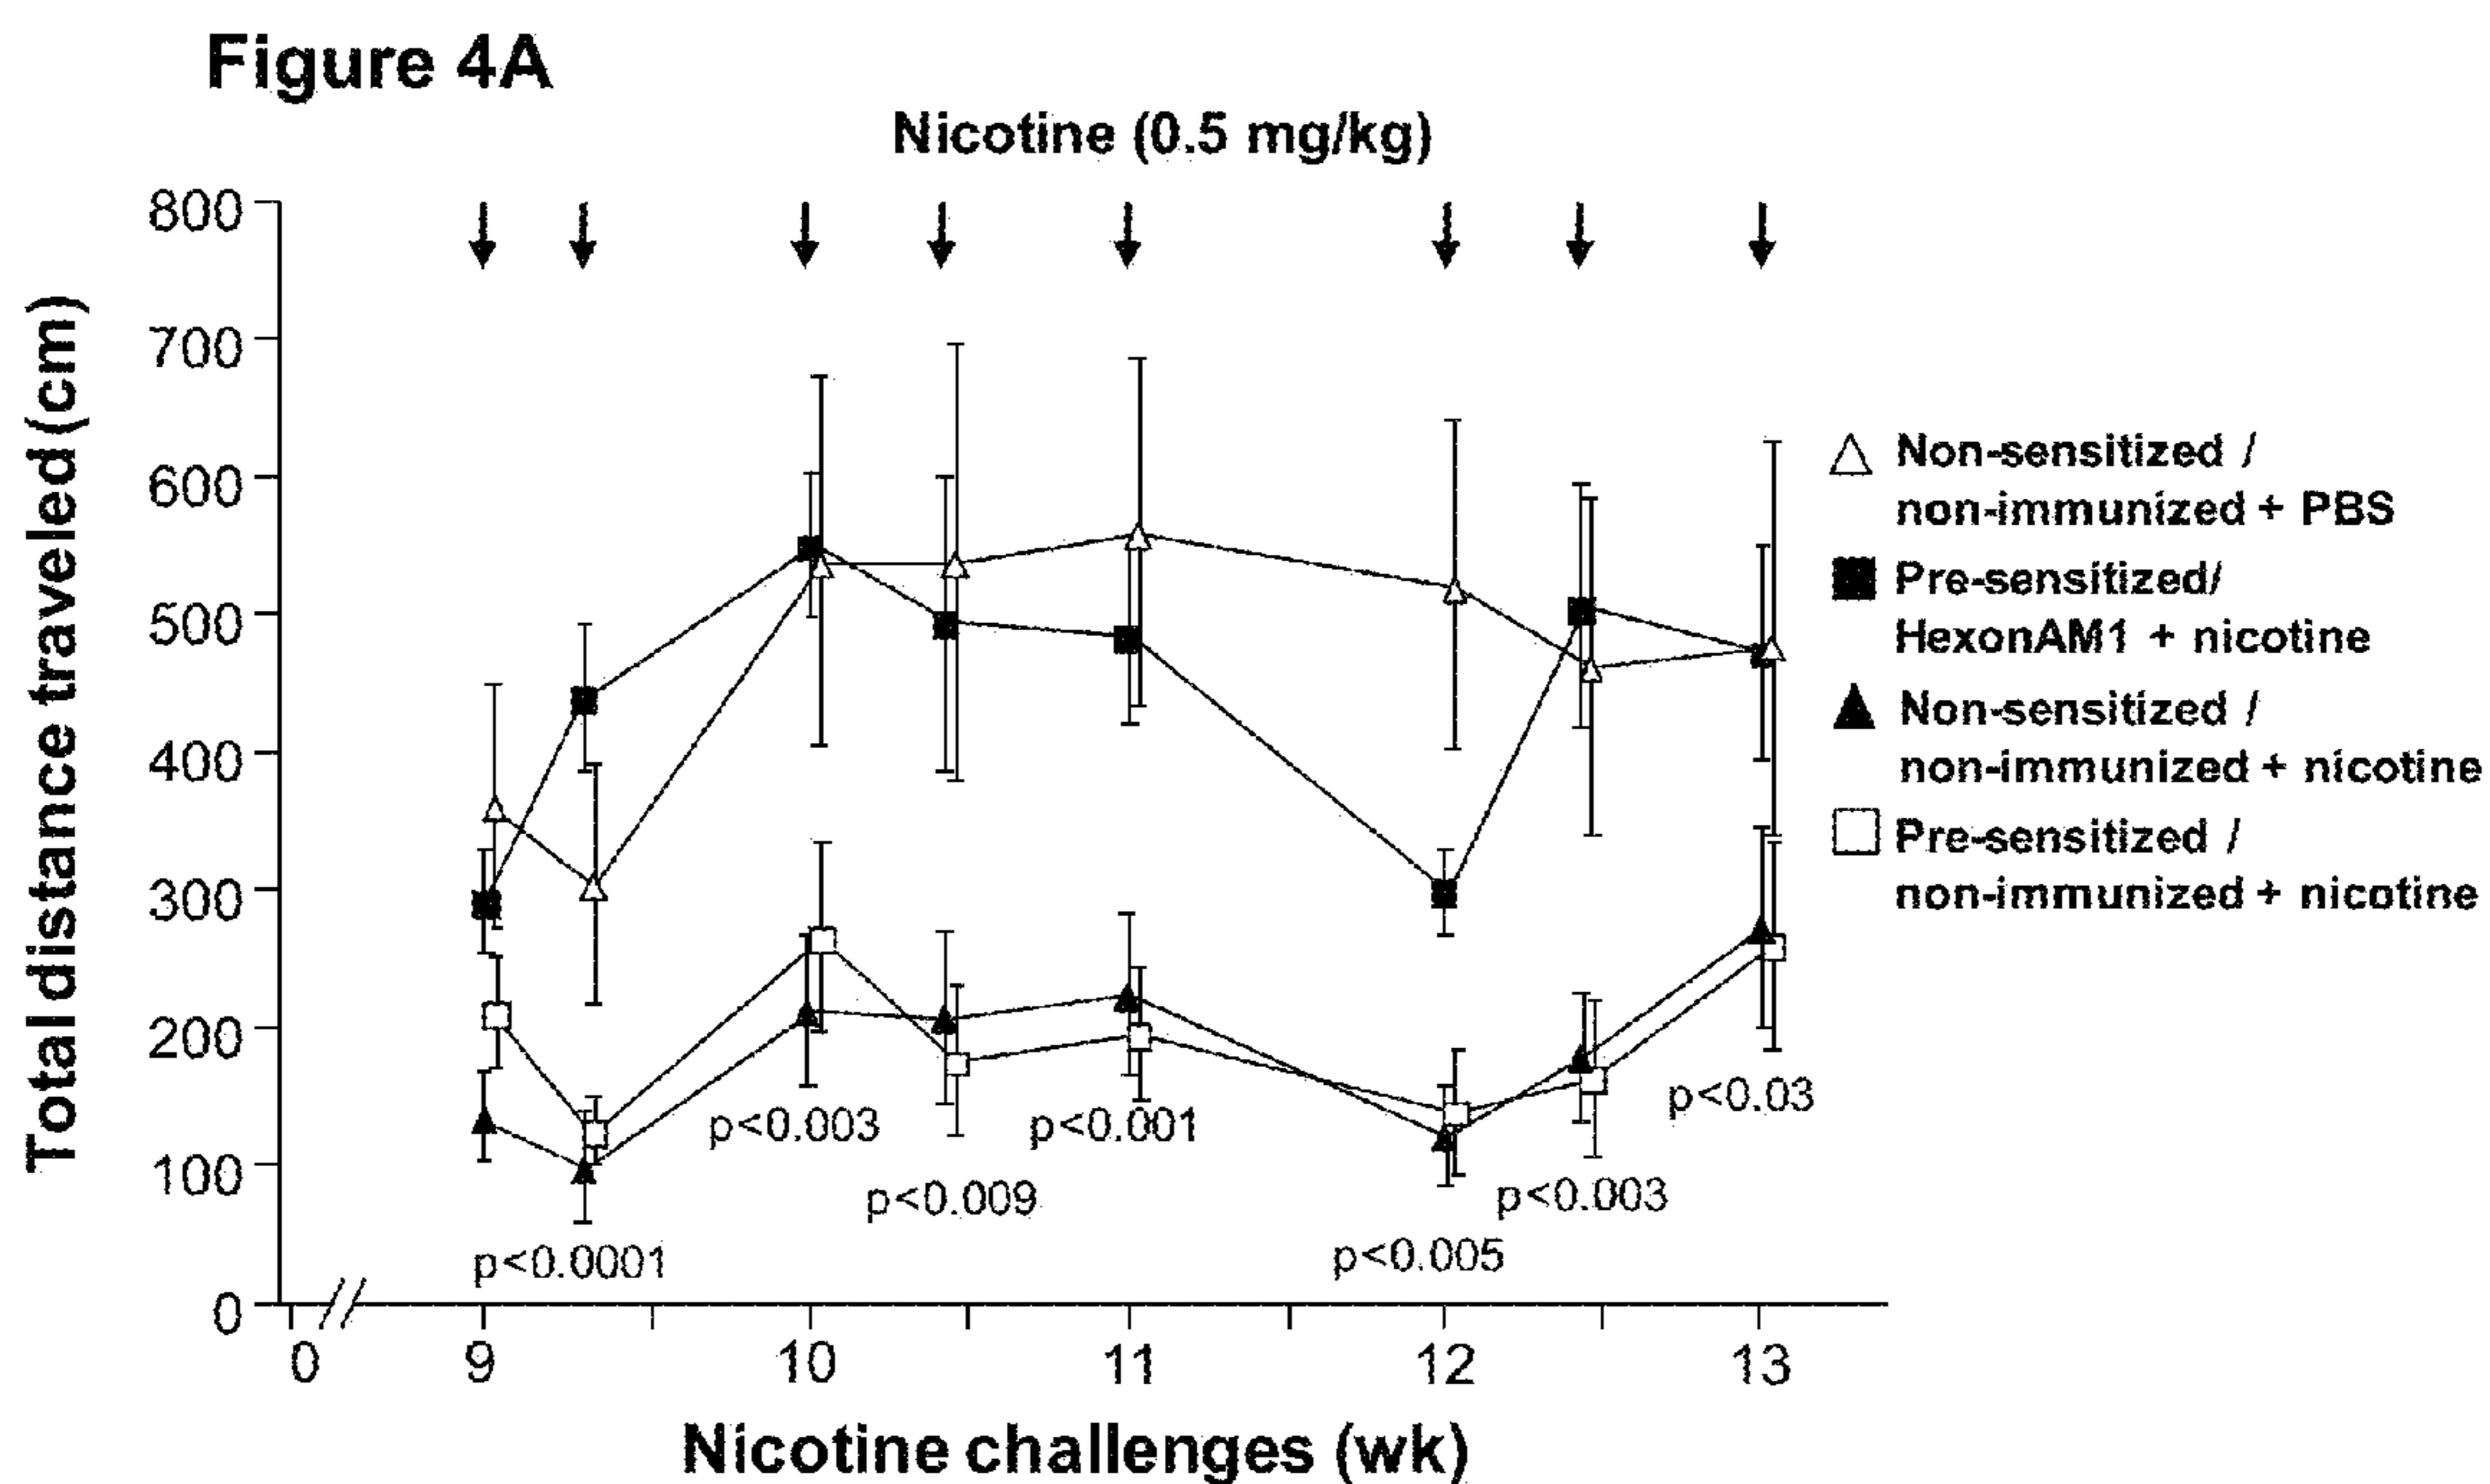 Figure 4A
Nicotine (0.5 mg/kg)
Total distance traveled (cm)
800
700
600
500
400
300
200
100
0
p<0.0001
p<0.003
p<0.009
p<0.001
p<0.005
p<0.003
p<0.03
0 9 10 11 12 13
Nicotine challenges (wk)
Non-sensitized /
non-immunized + PBS
Pre-sensitized/
HexonAM1 + nicotine
Non-sensitized /
non-immunized + nicotine
Pre-sensitized /
non-immunized + nicotine